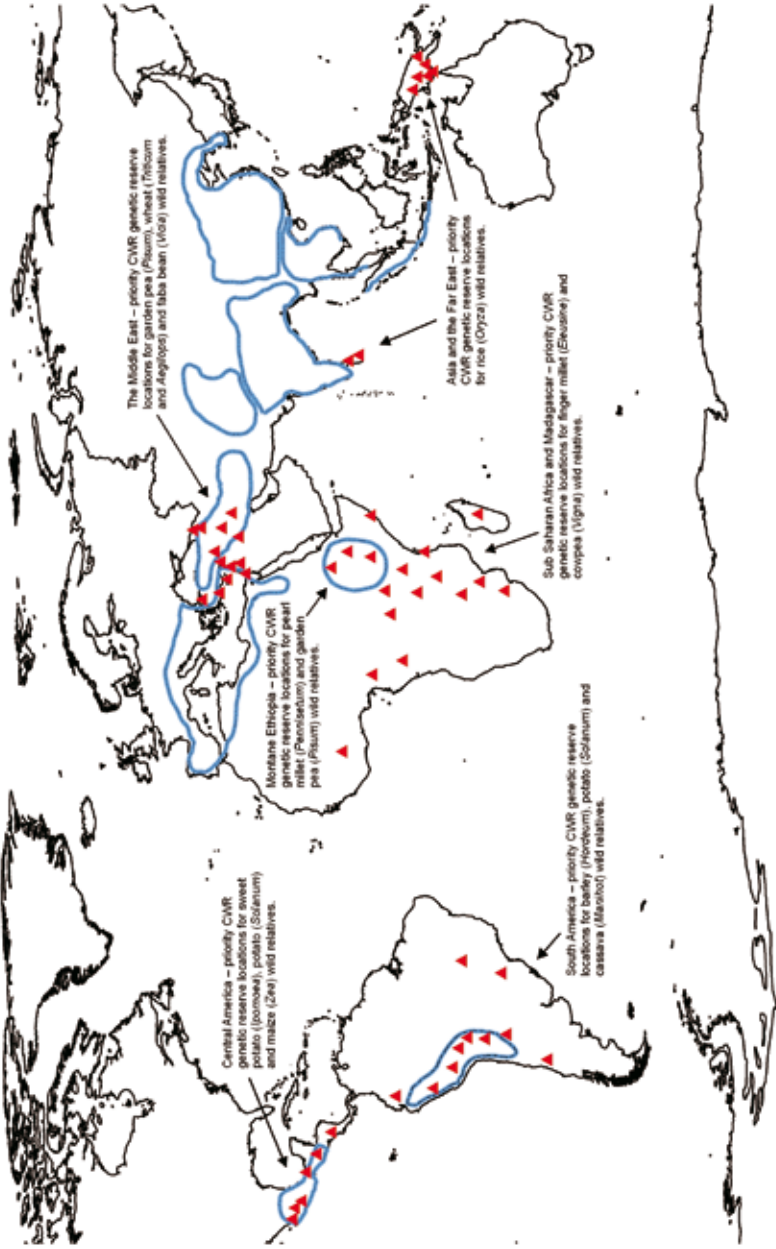 Central America – priority CWR
genetic reserve locations for sweet
potato (Ipomoea), potato (Solanum)
and maize (Zea) wild relatives.
The Middle East – priority CWR genetic reserve
locations for garden pea (Pisum), wheat (Triticum
and Aegilops) and faba bean (Viola) wild relatives.
Montane Ethiopia – priority CWR
genetic reserve locations for pearl
millet (Pennisetum) and garden
pea (Pisum) wild relatives.
Asia and the Far East – priority
CWR genetic reserve locations
for rice (Oryza) wild relatives.
South America – priority CWR genetic reserve
locations for barley (Hordeum), potato (Solanum) and
cassava (Manihot) wild relatives.
Sub Saharan Africa and Madagascar – priority CWR
genetic reserve locations for finger millet (Eleusine) and
cowpea (Vigna) wild relatives.